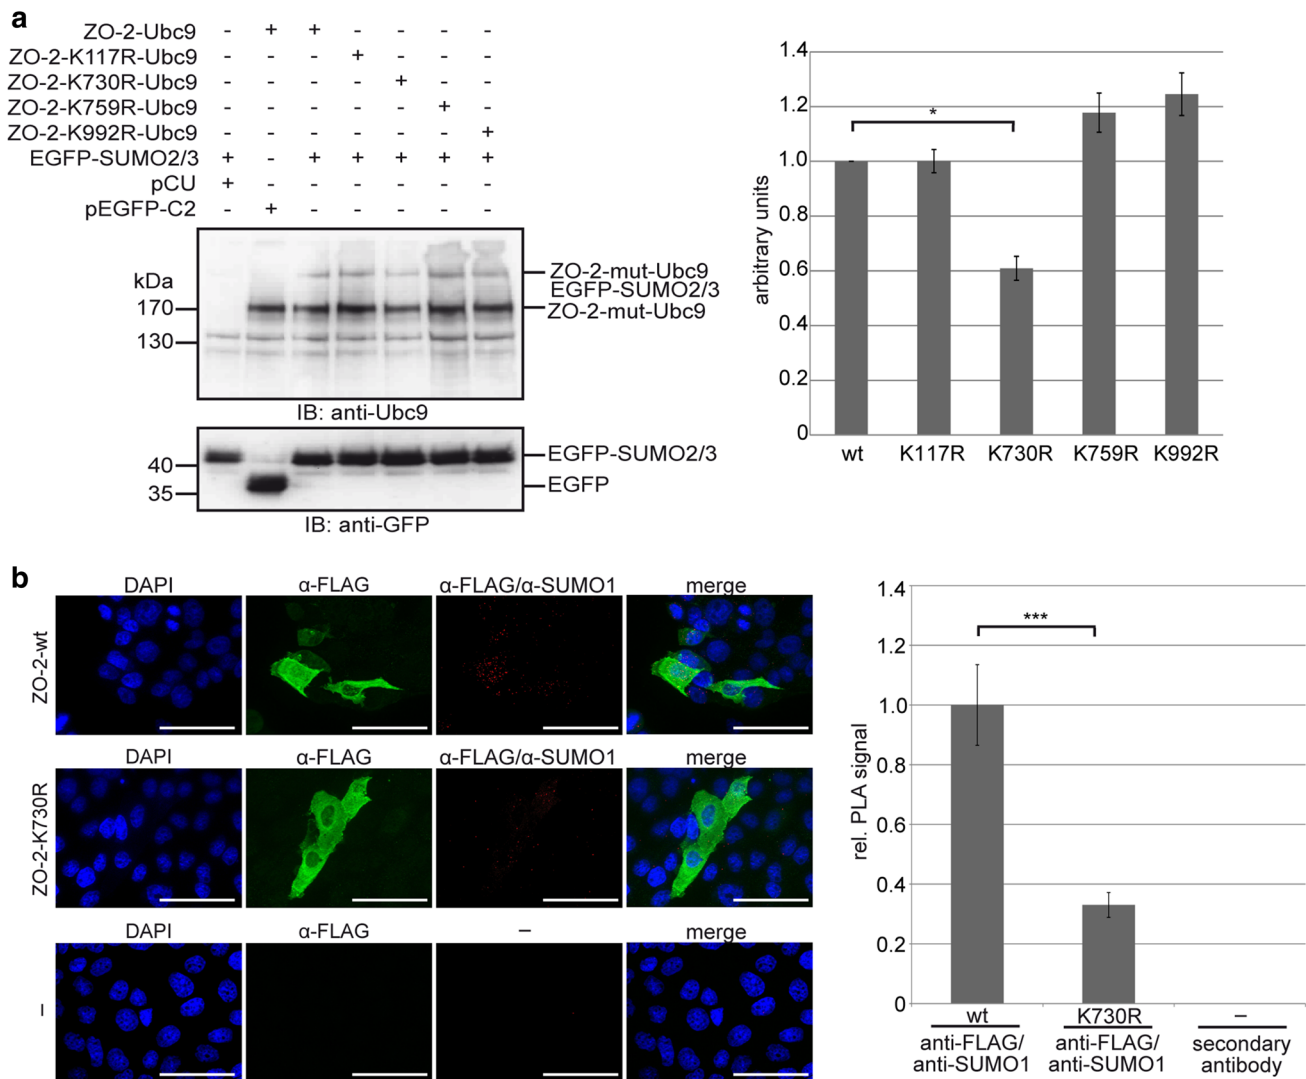 a
ZO-2-Ubc9 - + + - - - -
ZO-2-K117R-Ubc9 - - - + - - -
ZO-2-K730R-Ubc9 - - - - + - -
ZO-2-K759R-Ubc9 - - - - - + -
ZO-2-K992R-Ubc9 - - - - - - +
EGFP-SUMO2/3 + - + + + + +
pCU + - - - - - -
pEGFP-C2 - + - - - - -
kDa
170
130
ZO-2-mut-Ubc9
EGFP-SUMO2/3
ZO-2-mut-Ubc9
IB: anti-Ubc9
40
35
EGFP-SUMO2/3
EGFP
IB: anti-GFP
1.4
1.2
1.0
0.8
0.6
0.4
0.2
0
arbitrary units
*
wt K117R K730R K759R K992R
b
DAPI α-FLAG α-FLAG/α-SUMO1 merge
ZO-2-wt
DAPI α-FLAG α-FLAG/α-SUMO1 merge
ZO-2-K730R
DAPI α-FLAG – merge
–
1.4
1.2
1.0
0.8
0.6
0.4
0.2
0
rel. PLA signal
***
wt K730R –
anti-FLAG/ anti-FLAG/ secondary
anti-SUMO1 anti-SUMO1 antibody